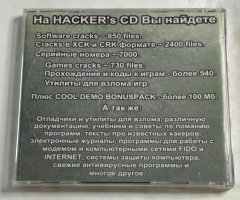 На HACKER's CD Вы найдете
Software cracks ~850 files.
Cracks в XCK и CRK формате ~2400 files.
Серийные номера ~ 7000
Games cracks ~ 730 files.
Прохождение и коды к играм - более 540.
Утилиты для взлома игр.
Плюс COOL DEMO BONUSPACK - более 100 Мб.
А так же:
Отладчики и утилиты для взлома, различную
документацию, учебники и советы по ломанию
программ, тексты про известных хакеров,
электронные журналы, программы для работы с
модемом и компьютерными сетями FIDO и
INTERNET, системы защиты компьютера,
свежие антивирусные программы и
многое другое